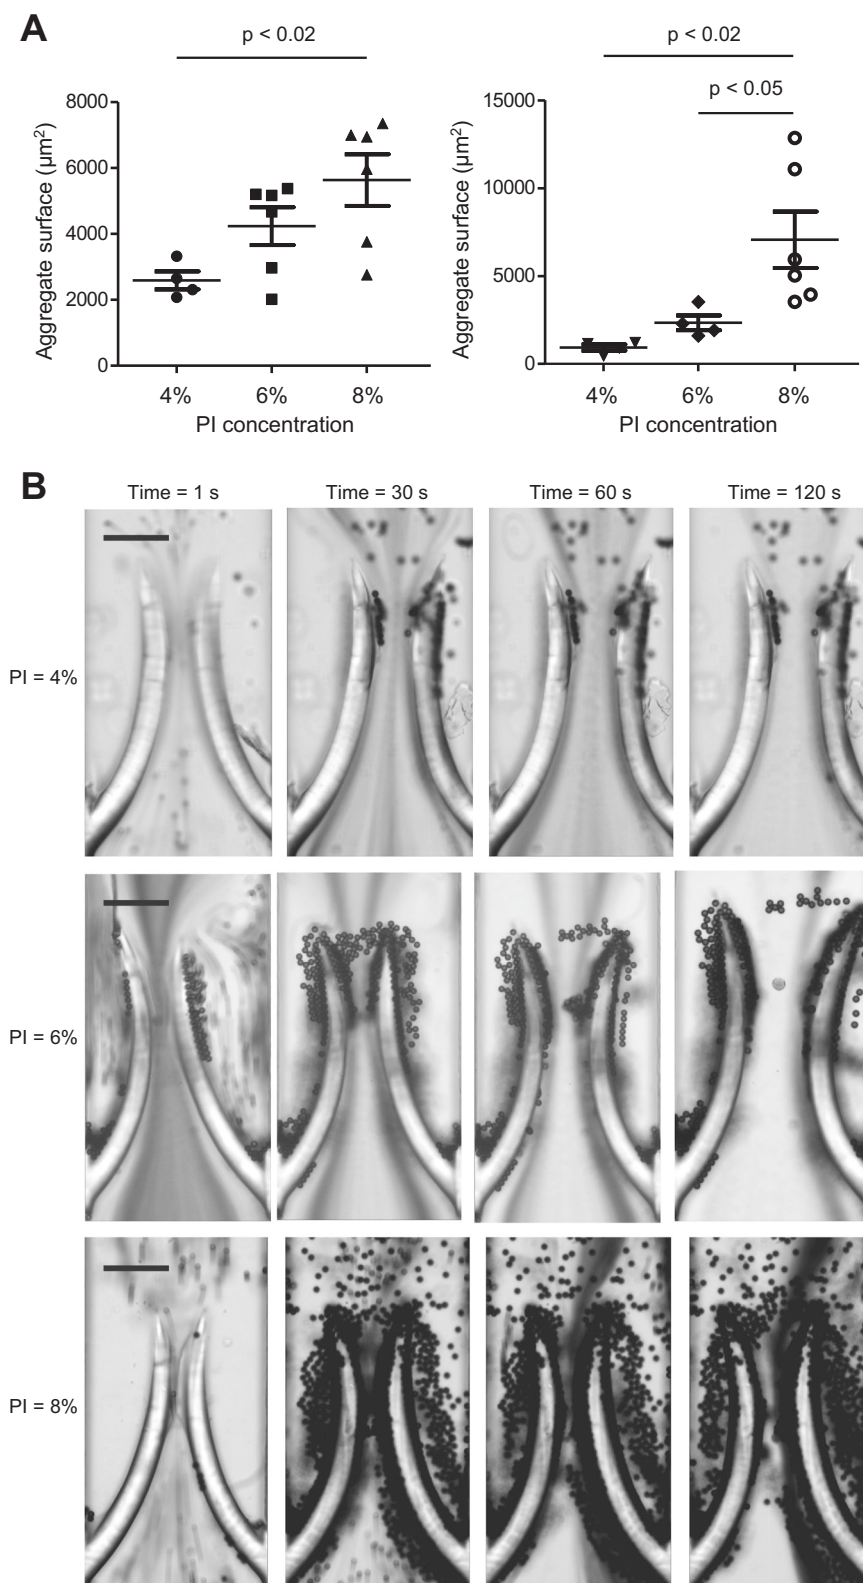 A
p < 0.02
8000
6000
4000
2000
0
Aggregate surface (µm²)
4% 6% 8%
PI concentration
p < 0.02
p < 0.05
15000
10000
5000
0
Aggregate surface (µm²)
4% 6% 8%
PI concentration
B
Time = 1 s Time = 30 s Time = 60 s Time = 120 s
PI = 4%
PI = 6%
PI = 8%